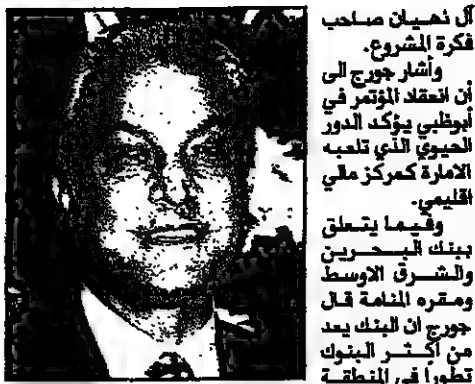 آل نهيان صاحب
فكرة المشروع.
وأشار جورج الى
أن انعقاد المؤتمر في
أبوظبي يؤكد الدور
الحيوي الذي تلعبه
الامارة كمركز مالي
اقليمي.
وفيما يتعلق
ببنك البحرين
والشرق الاوسط
ومقره المنامة قال
جورج ان البنك يعد
من أكثر البنوك
تطورا في المنطقة